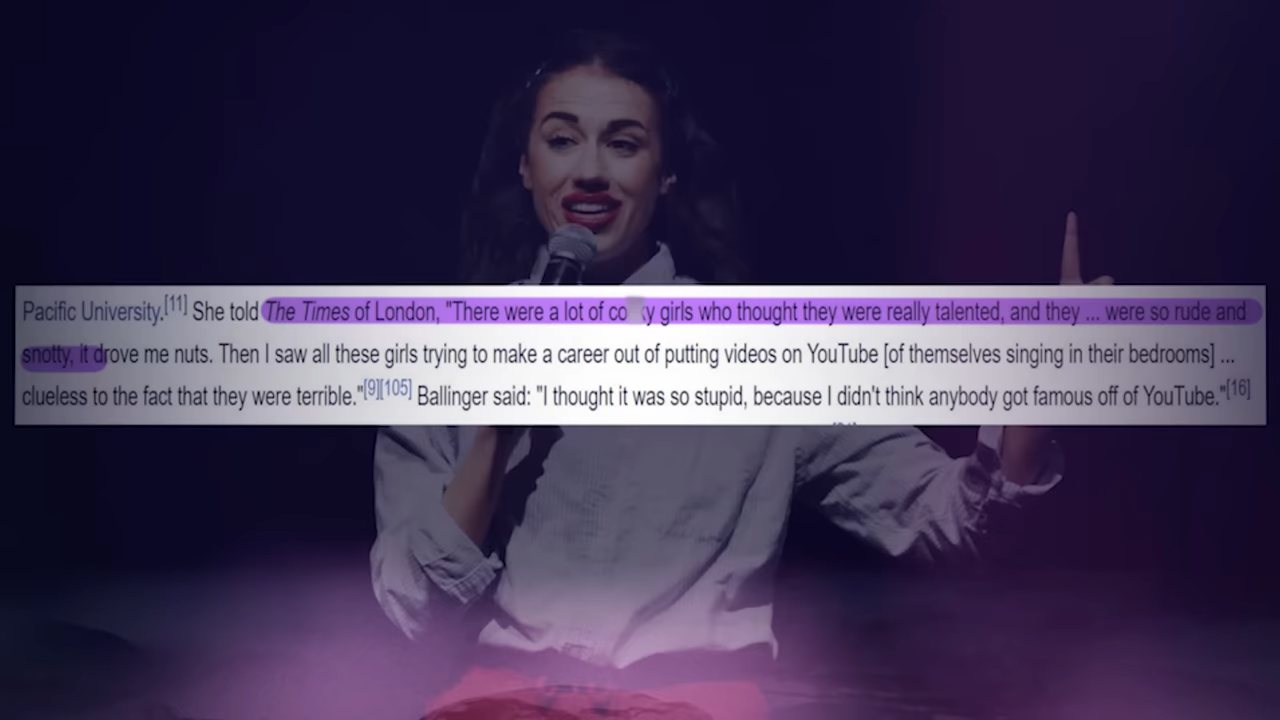 Pacific University.[11] She told The Times of London, "There were a lot of co y girls who thought they were really talented, and they ... were so rude and
snotty, it drove me nuts. Then I saw all these girls trying to make a career out of putting videos on YouTube [of themselves singing in their bedrooms] ...
clueless to the fact that they were terrible."[9][105] Ballinger said: "I thought it was so stupid, because I didn't think anybody got famous off of YouTube."[16]